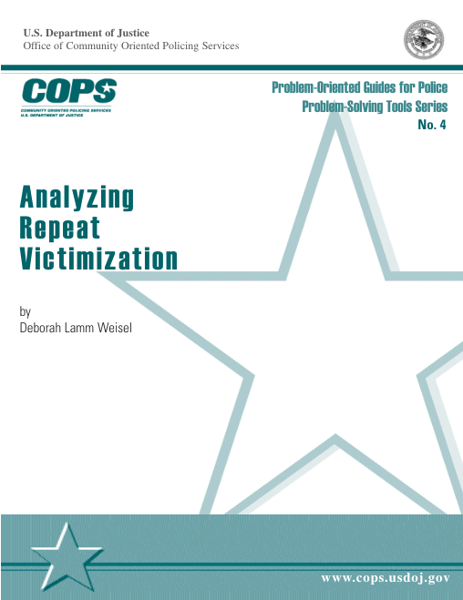 U.S. Department of Justice
Office of Community Oriented Policing Services
COPS
COMMUNITY ORIENTED POLICING SERVICES
U.S. DEPARTMENT OF JUSTICE
Problem-Oriented Guides for Police
Problem-Solving Tools Series
No. 4
Analyzing
Repeat
Victimization
by
Deborah Lamm Weisel
www.cops.usdoj.gov